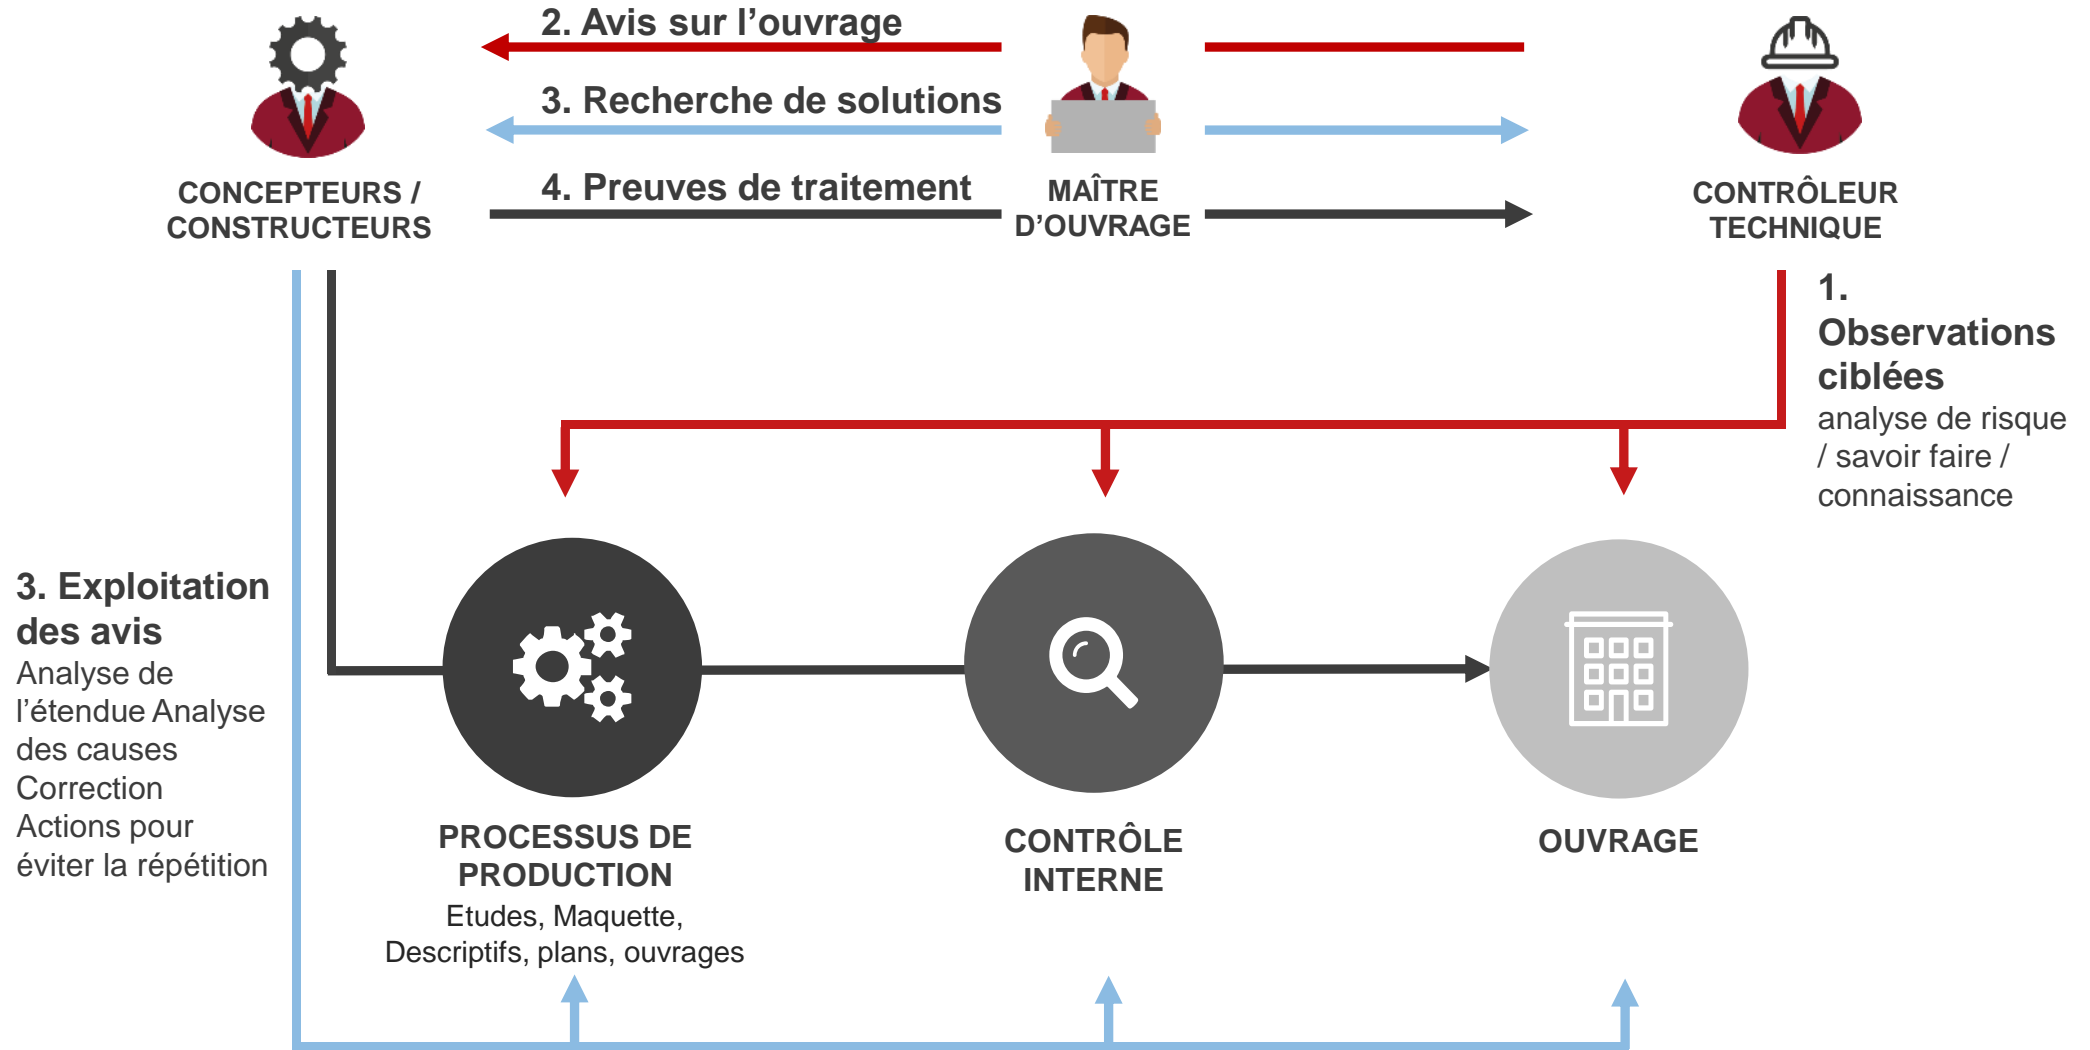 2. Avis sur l’ouvrage
3. Recherche de solutions
4. Preuves de traitement
CONCEPTEURS /
CONSTRUCTEURS
MAÎTRE
D’OUVRAGE
CONTRÔLEUR
TECHNIQUE
1.
Observations
ciblées
analyse de risque
/ savoir faire /
connaissance
3. Exploitation
des avis
Analyse de
l’étendue Analyse
des causes
Correction
Actions pour
éviter la répétition
PROCESSUS DE
PRODUCTION
Etudes, Maquette,
Descriptifs, plans, ouvrages
CONTRÔLE
INTERNE
OUVRAGE